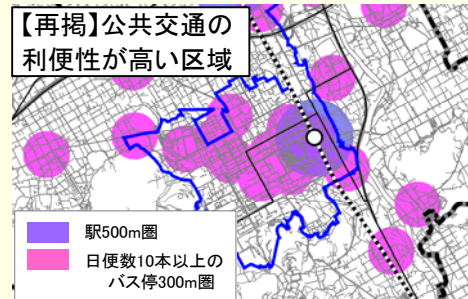 【再掲】公共交通の
利便性が高い区域
駅500m圏
日便数10本以上の
バス停300m圏